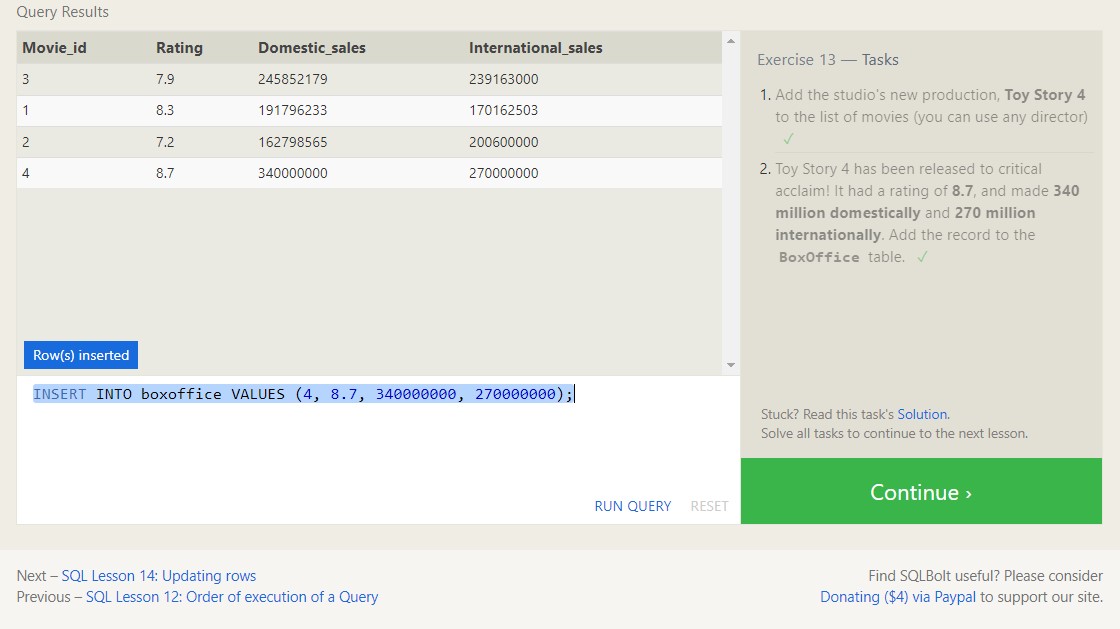 Query Results
Movie_id Rating Domestic_sales International_sales
3 7.9 245852179 239163000
1 8.3 191796233 170162503
2 7.2 162798565 200600000
4 8.7 340000000 270000000
Row(s) inserted
INSERT INTO boxoffice VALUES (4, 8.7, 340000000, 270000000);
RUN QUERY RESET
Exercise 13 — Tasks
1. Add the studio's new production, Toy Story 4
to the list of movies (you can use any director)
✓
2. Toy Story 4 has been released to critical
acclaim! It had a rating of 8.7, and made 340
million domestically and 270 million
internationally. Add the record to the
BoxOffice table. ✓
Stuck? Read this task's Solution.
Solve all tasks to continue to the next lesson.
Continue ›
Next – SQL Lesson 14: Updating rows
Previous – SQL Lesson 12: Order of execution of a Query
Find SQLBolt useful? Please consider
Donating ($4) via Paypal to support our site.